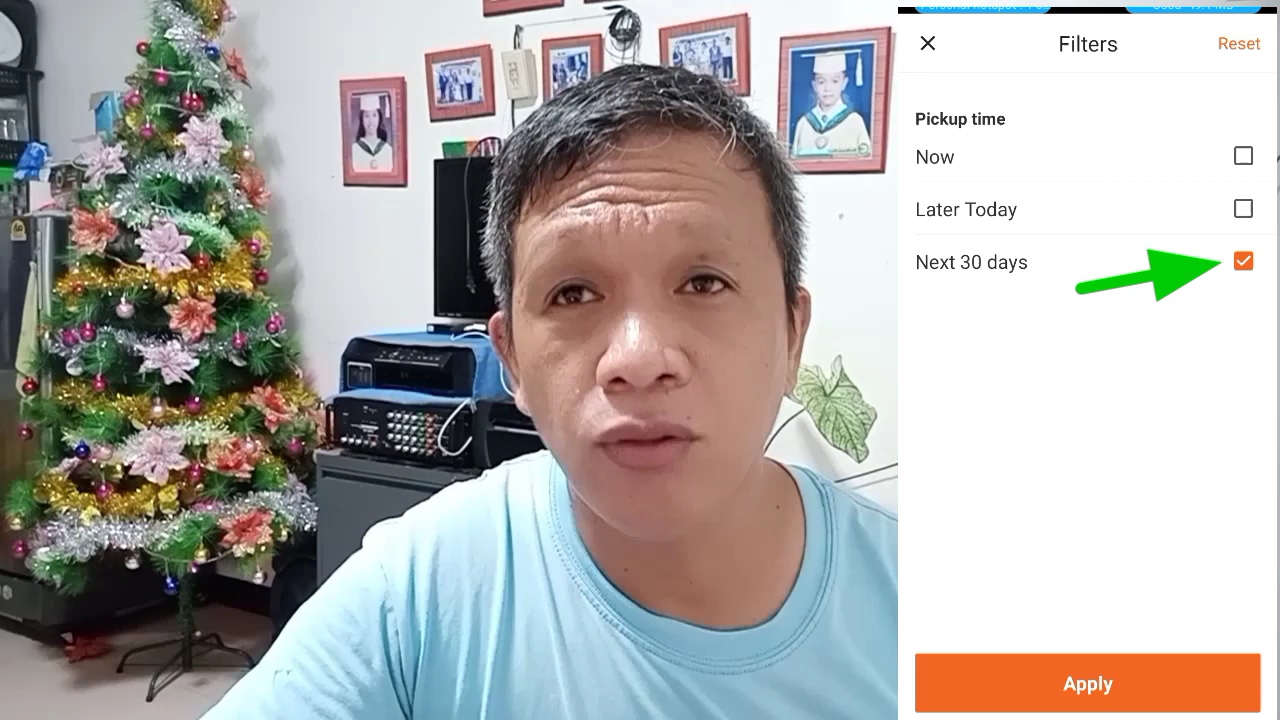 Filters
Reset
Pickup time
Now
Later Today
Next 30 days
Apply